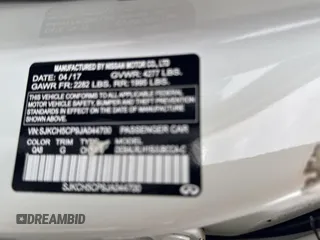 MANUFACTURED BY NISSAN MOTOR CO., LTD
DATE: 04/17 GVWR: 4277 LBS.
GAWR FR: 2282 LBS. RR: 1995 LBS.
THIS VEHICLE CONFORMS TO ALL APPLICABLE
FEDERAL MOTOR VEHICLE SAFETY,
BUMPER, AND THEFT PREVENTION
STANDARDS IN EFFECT ON THE DATE
OF MANUFACTURE SHOWN ABOVE.
VIN: SJKCH5CP9JA044700 PASSENGER CAR
COLOR TRIM
QAB G
SJKCH5CP9JA044700
DREAMBID